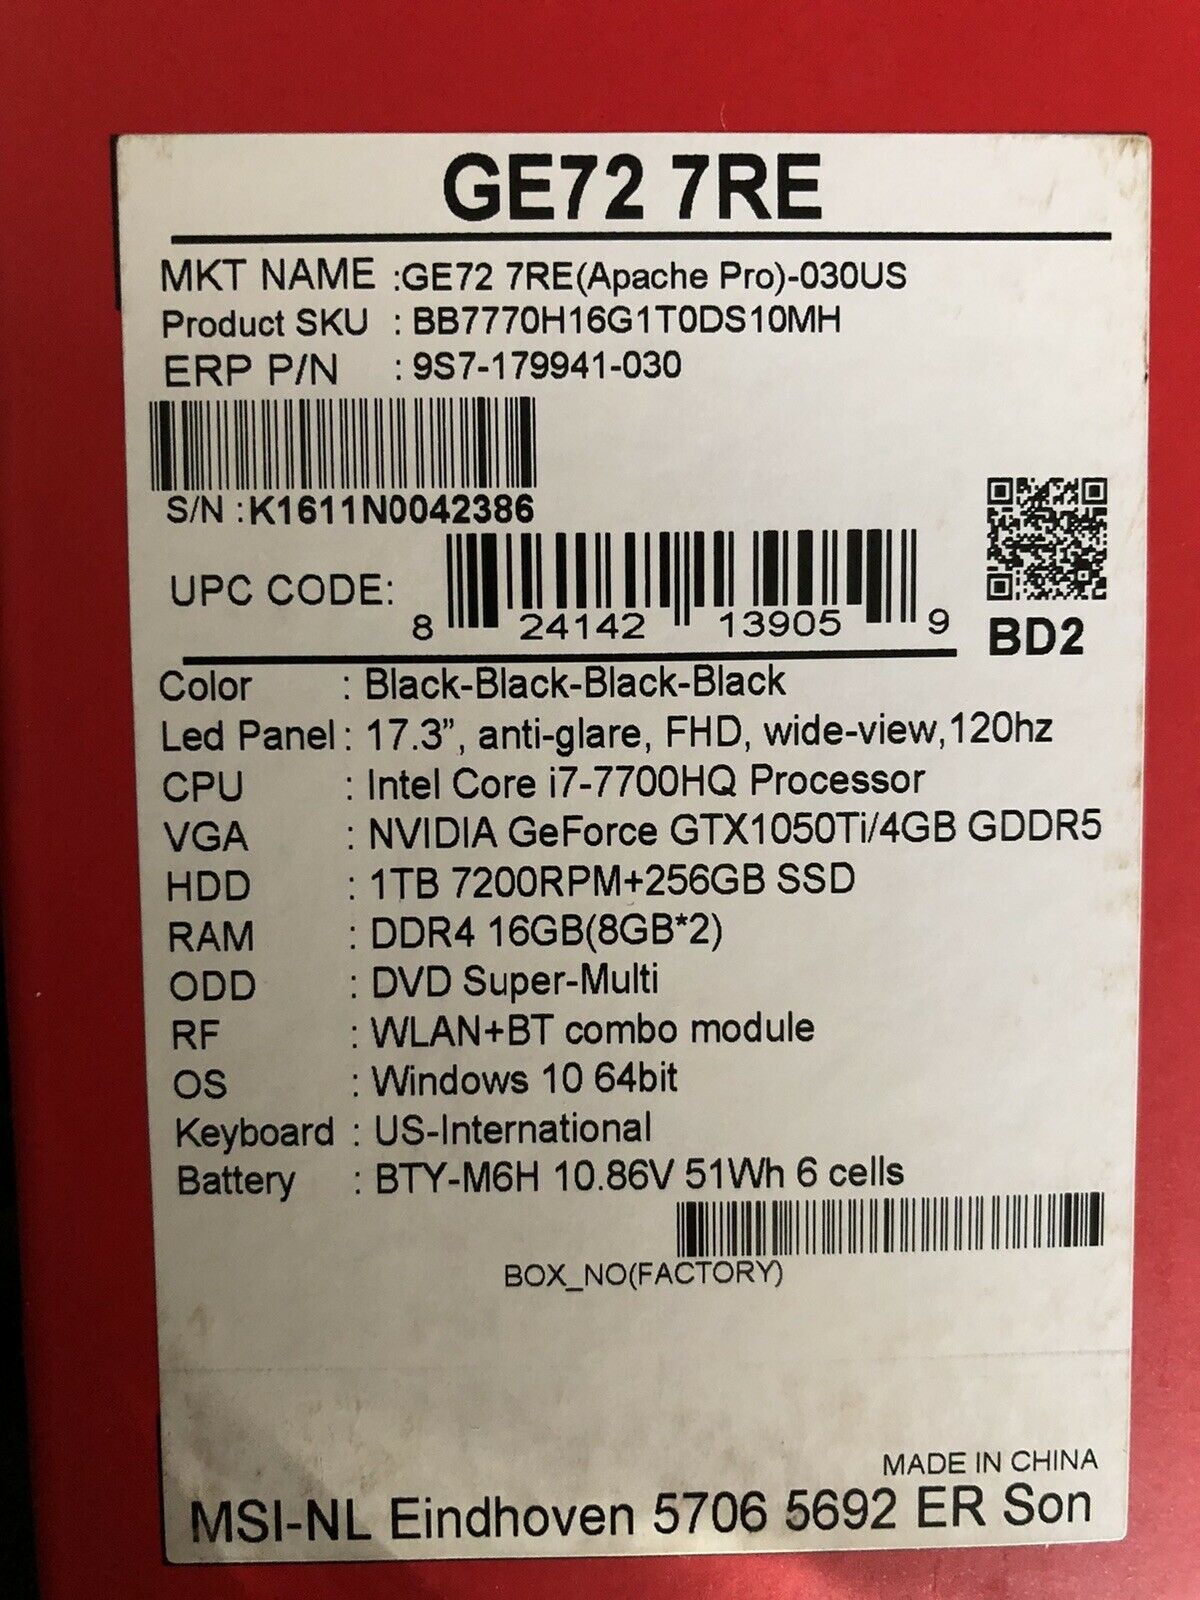 GE72 7RE
MKT NAME :GE72 7RE(Apache Pro)-030US
Product SKU : BB7770H16G1T0DS10MH
ERP P/N : 9S7-179941-030
S/N :K1611N0042386
UPC CODE: 8 24142 13905 9
BD2
Color : Black-Black-Black-Black
Led Panel : 17.3”, anti-glare, FHD, wide-view,120hz
CPU : Intel Core i7-7700HQ Processor
VGA : NVIDIA GeForce GTX1050Ti/4GB GDDR5
HDD : 1TB 7200RPM+256GB SSD
RAM : DDR4 16GB(8GB*2)
ODD : DVD Super-Multi
RF : WLAN+BT combo module
OS : Windows 10 64bit
Keyboard : US-International
Battery : BTY-M6H 10.86V 51Wh 6 cells
BOX_NO(FACTORY)
MADE IN CHINA
MSI-NL Eindhoven 5706 5692 ER Son